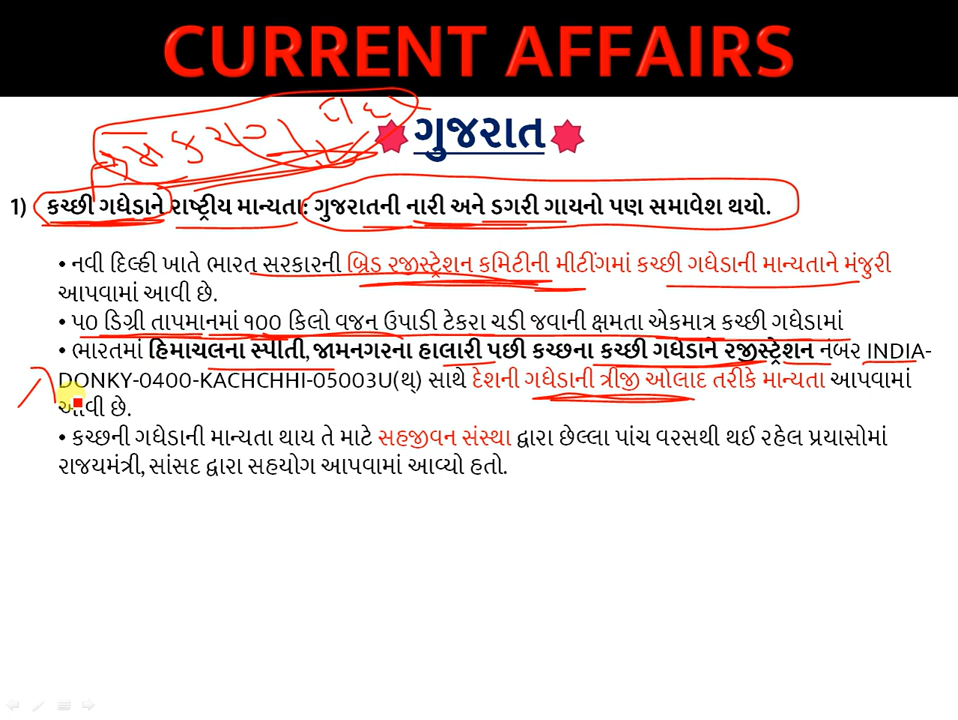 CURRENT AFFAIRS
ગુજરાત
1) કચ્છી ગધેડાને રાષ્ટ્રીય માન્યતા: ગુજરાતની નારી અને ડગરી ગાયનો પણ સમાવેશ થયો.
• નવી દિલ્હી ખાતે ભારત સરકારની બ્રિડ રજીસ્ટ્રેશન કમિટીની મીટીંગમાં કચ્છી ગધેડાની માન્યતાને મંજુરી
આપવામાં આવી છે.
• ૫૦ ડિગ્રી તાપમાનમાં ૧૦૦ કિલો વજન ઉપાડી ટેકરા ચડી જવાની ક્ષમતા એકમાત્ર કચ્છી ગધેડામાં
• ભારતમાં હિમાચલના સ્પીતી, જામનગરના હાલારી પછી કચ્છના કચ્છી ગધેડાને રજીસ્ટ્રેશન નંબર INDIA-
DONKY-0400-KACHCHHI-05003U(થ્) સાથે દેશની ગધેડાની ત્રીજી ઓલાદ તરીકે માન્યતા આપવામાં
આવી છે.
• કચ્છની ગધેડાની માન્યતા થાય તે માટે સહજીવન સંસ્થા દ્વારા છેલ્લા પાંચ વરસથી થઈ રહેલ પ્રયાસોમાં
રાજયમંત્રી, સાંસદ દ્વારા સહયોગ આપવામાં આવ્યો હતો.